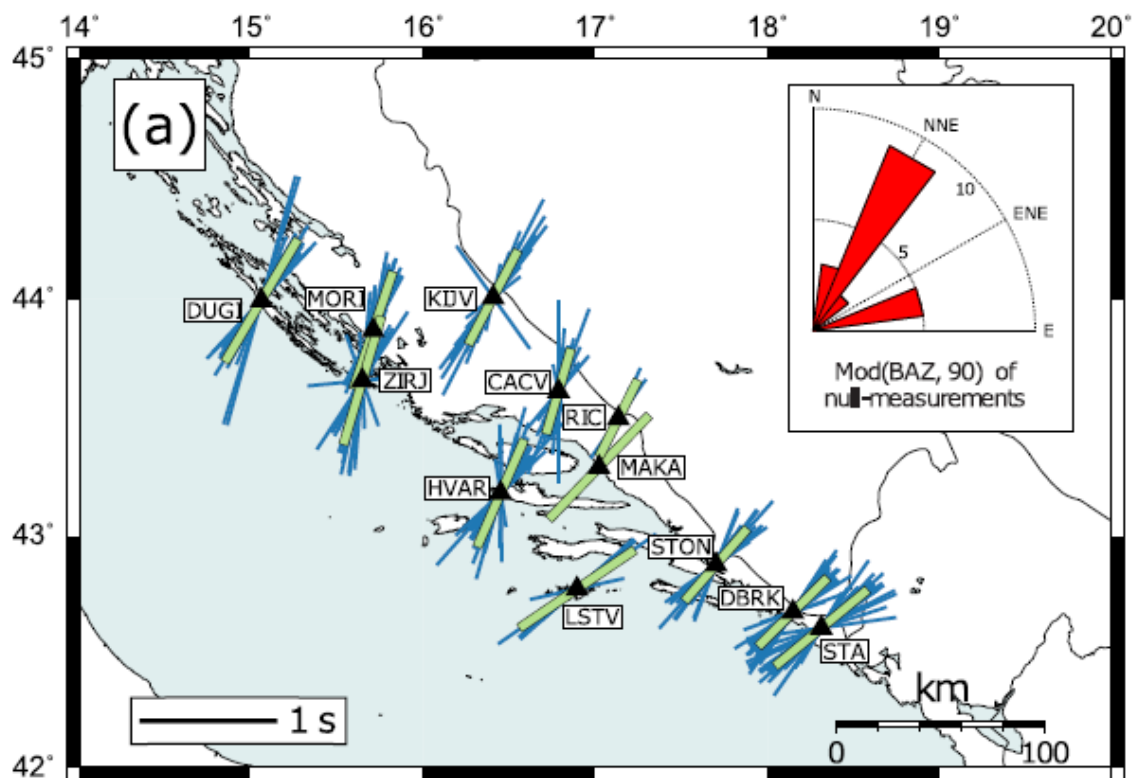 14° 15° 16° 17° 18° 19° 20°
45°
44°
43°
42°
(a)
N
NNE
10
ENE
5
E
Mod(BAZ, 90) of
-measurements
DUGI
MORI
KIJV
ZIRJ
CACV
RIC
MAKA
HVAR
STON
DBRK
LSTV
STA
1 s
km
0 100